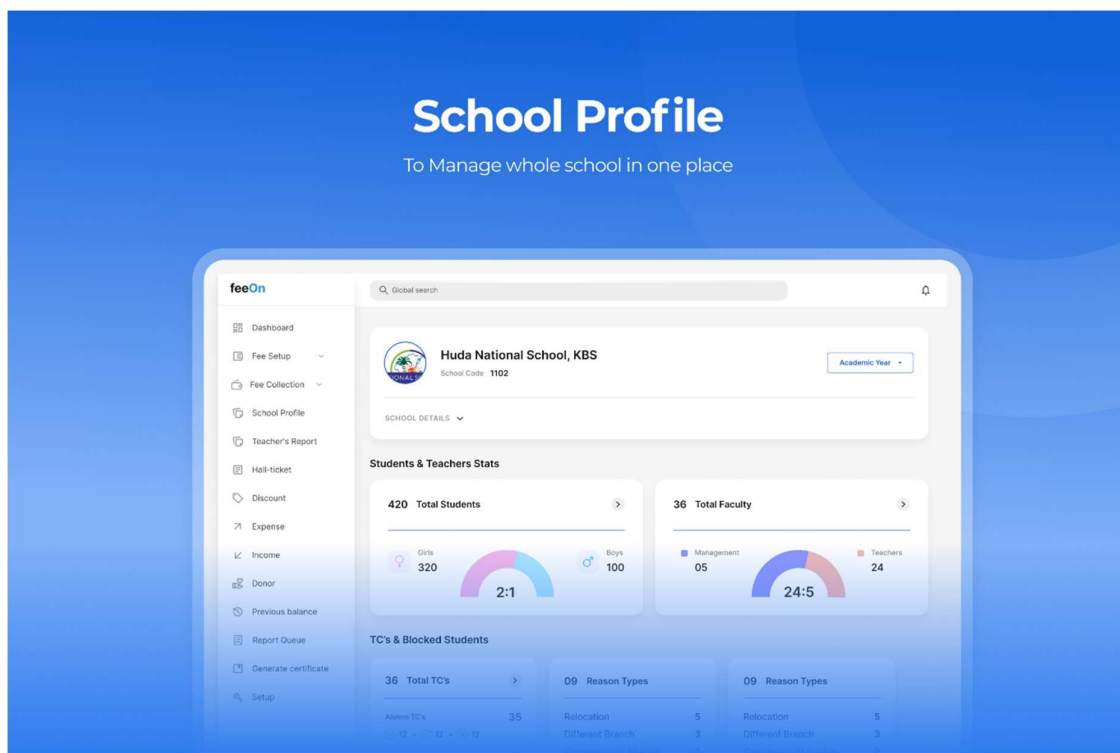 School Profile
To Manage whole school in one place
feeOn
Global search
Dashboard
Fee Setup
Fee Collection
School Profile
Teacher's Report
Hall-ticket
Discount
Expense
Income
Donor
Previous balance
Report Queue
Generate certificate
Setup
Huda National School, KBS
School Code 1102
Academic Year
SCHOOL DETAILS
Students & Teachers Stats
420 Total Students
Girls
320
2:1
Boys
100
36 Total Faculty
Management
05
24:5
Teachers
24
TC's & Blocked Students
36 Total TC's
35
12 12 12
09 Reason Types
Relocation 5
Different Branch 3
09 Reason Types
Relocation 5
Different Branch 3